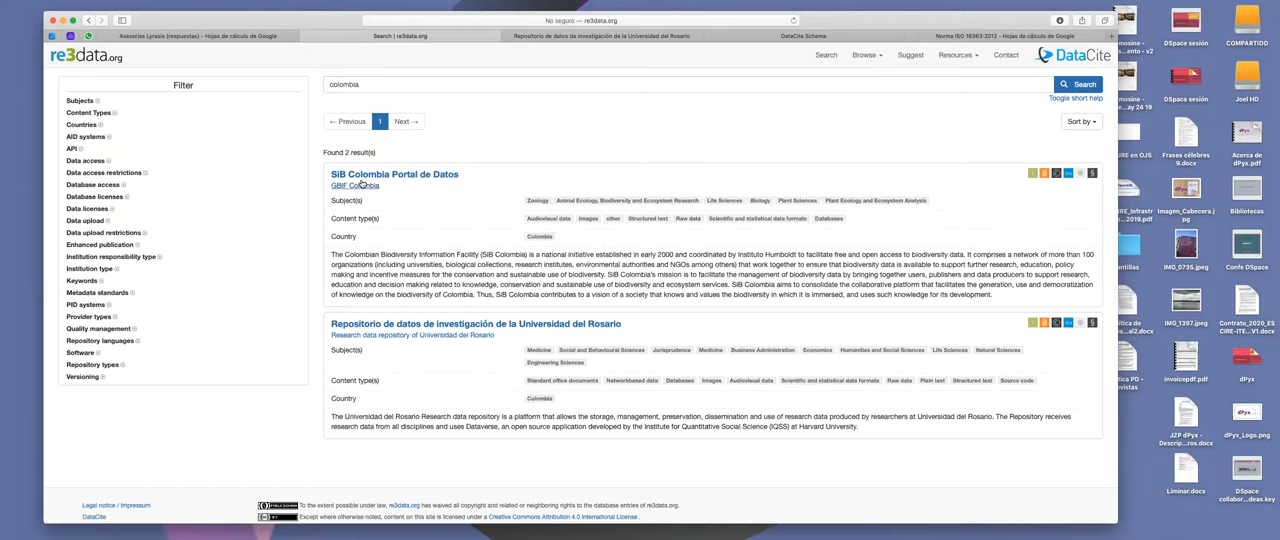 No seguro — re3data.org
Asesorías Lyrasis (respuestas) - Hojas de cálculo de Google
Search | re3data.org
Repositorio de datos de investigación de la Universidad del Rosario
DataCite Schema
Norma ISO 16363:2012 - Hojas de cálculo de Google
re3data.org
Search
Browse
Suggest
Resources
Contact
DataCite
Filter
Subjects
Content Types
Countries
AID systems
API
Data access
Data access restrictions
Database access
Database licenses
Data licenses
Data upload
Data upload restrictions
Enhanced publication
Institution responsibility type
Institution type
Keywords
Metadata standards
PID systems
Provider types
Quality management
Repository languages
Software
Repository types
Versioning
colombia
Search
Toogle short help
← Previous 1 Next →
Sort by
Found 2 result(s)
SiB Colombia Portal de Datos
GBIF Colombia
Subject(s) Zoology Animal Ecology, Biodiversity and Ecosystem Research Life Sciences Biology Plant Sciences Plant Ecology and Ecosystem Analysis
Content type(s) Audiovisual data Images other Structured text Raw data Scientific and statistical data formats Databases
Country Colombia
The Colombian Biodiversity Information Facility (SiB Colombia) is a national initiative established in early 2000 and coordinated by Instituto Humboldt to facilitate free and open access to biodiversity data. It comprises a network of more than 100
organizations (including universities, biological collections, research institutes, environmental authorities and NGOs among others) that work together to ensure that biodiversity data is available to support further research, education, policy
making and incentive measures for the conservation and sustainable use of biodiversity. SiB Colombia's mission is to facilitate the management of biodiversity data by bringing together users, publishers and data producers to support research,
education and decision making related to knowledge, conservation and sustainable use of biodiversity and ecosystem services. SiB Colombia aims to consolidate the collaborative platform that facilitates the generation, use and democratization
of knowledge on the biodiversity of Colombia. Thus, SiB Colombia contributes to a vision of a society that knows and values the biodiversity in which it is immersed, and uses such knowledge for its development.
Repositorio de datos de investigación de la Universidad del Rosario
Research data repository of Universidad del Rosario
Subject(s) Medicine Social and Behavioural Sciences Jurisprudence Medicine Business Administration Economics Humanities and Social Sciences Life Sciences Natural Sciences
Engineering Sciences
Content type(s) Standard office documents Networkbased data Databases Images Audiovisual data Scientific and statistical data formats Raw data Plain text Structured text Source code
Country Colombia
The Universidad del Rosario Research data repository is a platform that allows the storage, management, preservation, dissemination and use of research data produced by researchers at Universidad del Rosario. The Repository receives
research data from all disciplines and uses Dataverse, an open source application developed by the Institute for Quantitative Social Science (IQSS) at Harvard University.
Legal notice / Impressum
DataCite
To the extent possible under law, re3data.org has waived all copyright and related or neighboring rights to the database entries of re3data.org.
Except where otherwise noted, content on this site is licensed under a Creative Commons Attribution 4.0 International License .
DSpace sesión
COMPARTIDO
DSpace sesión
Joel HD
IRE en OJS
Frases célebres
9.docx
Acerca de
dPyx.pdf
Imagen_Cabecera.j
pg
Bibliotecas
IMG_0735.jpeg
Confe DSpace
IMG_1397.jpeg
Contrato_2020_ES
CIRE-ITE...V1.docx
invoicepdf.pdf
dPyx
JZP dPyx -
Descrip...ros.docx
dPyx_Logo.png
Liminar.docx
DSpace
collabor...deas.key